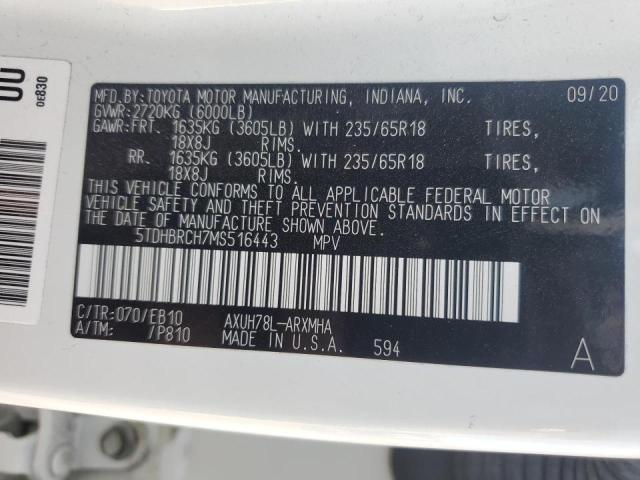 00
0E830
MFD.BY:TOYOTA MOTOR MANUFACTURING, INDIANA, INC. 09/20
GVWR:2720KG (6000LB)
GAWR:FRT. 1635KG (3605LB) WITH 235/65R18 TIRES,
18X8J RIMS.
RR. 1635KG (3605LB) WITH 235/65R18 TIRES,
18X8J RIMS.
THIS VEHICLE CONFORMS TO ALL APPLICABLE FEDERAL MOTOR
VEHICLE SAFETY AND THEFT PREVENTION STANDARDS IN EFFECT ON
THE DATE OF MANUFACTURE SHOWN ABOVE.
5TDHBRCH7MS516443 MPV
C/TR:070/EB10 AXUH78L-ARXMHA
A/TM: /P810 MADE IN U.S.A. 594 A